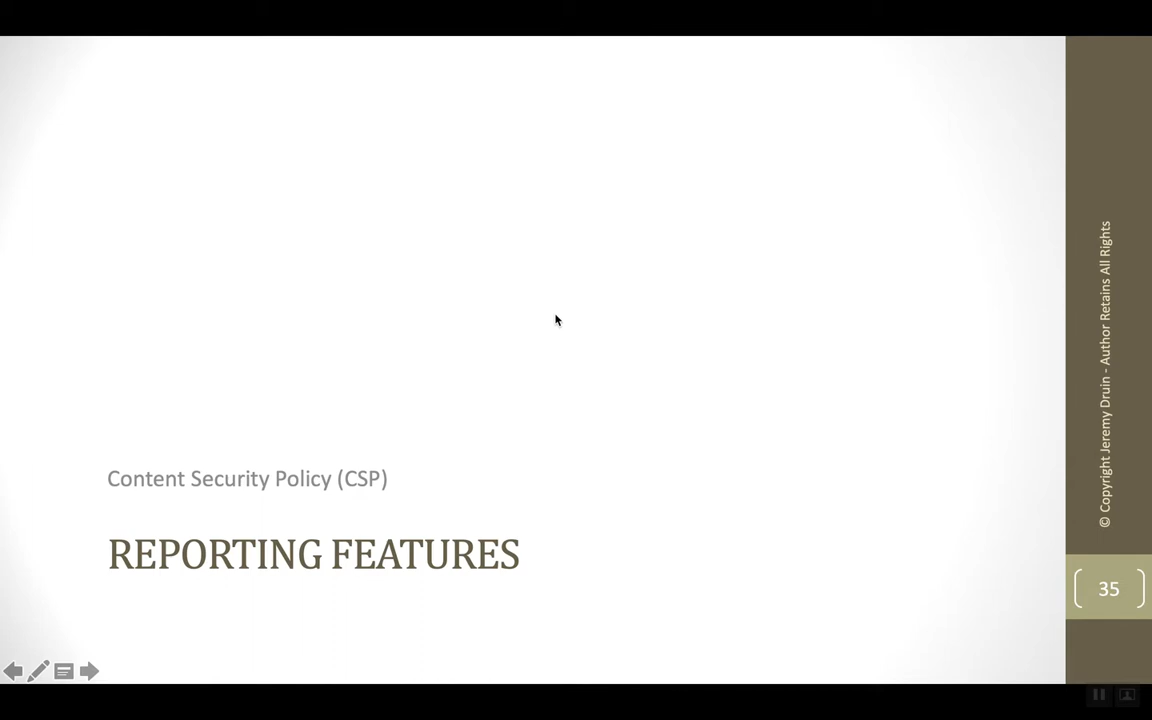 Content Security Policy (CSP)
REPORTING FEATURES
© Copyright Jeremy Druin - Author Retains All Rights
35